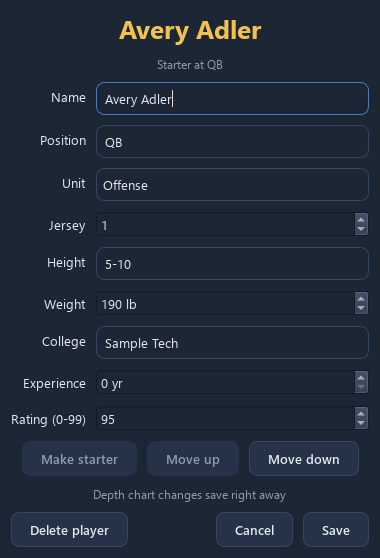 Avery Adler
Starter at QB
Name Avery Adler
Position QB
Unit Offense
Jersey 1
Height 5-10
Weight 190 lb
College Sample Tech
Experience 0 yr
Rating (0-99) 95
Make starter Move up Move down
Depth chart changes save right away
Delete player Cancel Save